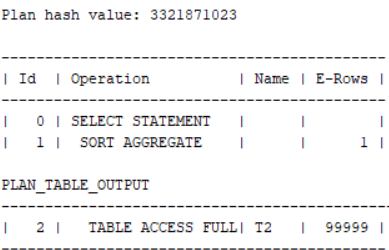 Plan hash value: 3321871023
---------------------------------------------
| Id  | Operation          | Name | E-Rows |
---------------------------------------------
|   0 | SELECT STATEMENT   |      |        |
|   1 |  SORT AGGREGATE    |      |      1 |
PLAN_TABLE_OUTPUT
---------------------------------------------
|   2 |   TABLE ACCESS FULL| T2   |  99999 |
---------------------------------------------